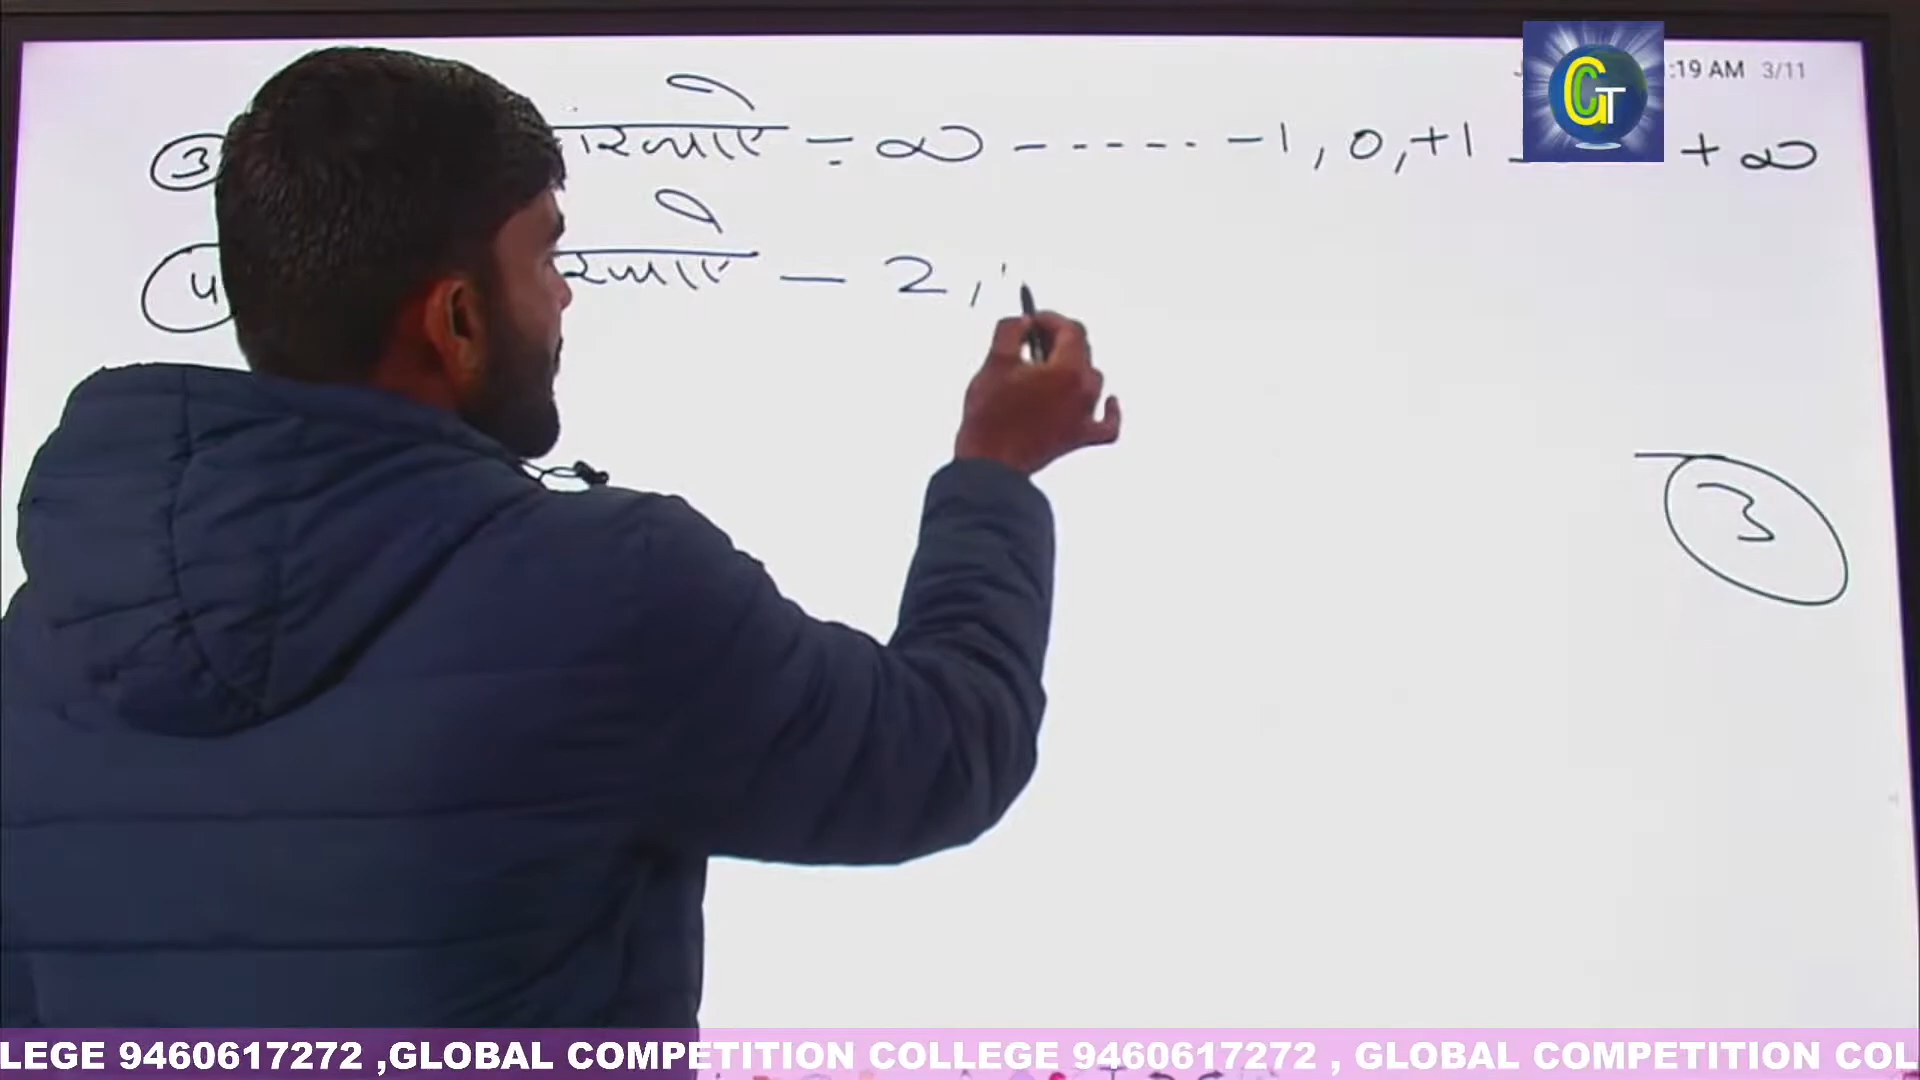 :19 AM 3/11
③ -∞ ----- -1, 0, +1 +∞
④ — 2,
③
LEGE 9460617272 ,GLOBAL COMPETITION COLLEGE 9460617272 , GLOBAL COMPETITION COL